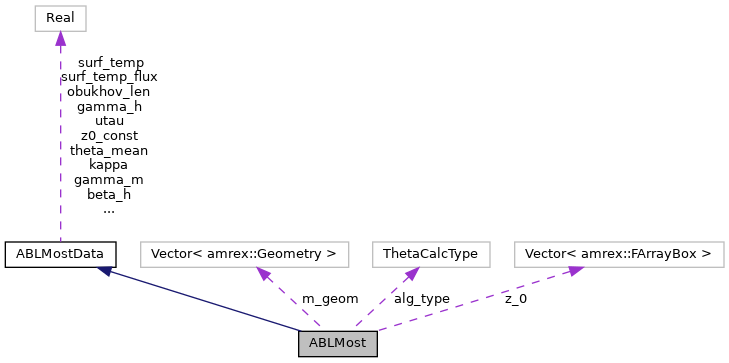 Real
surf_temp
surf_temp_flux
obukhov_len
gamma_h
utau
z0_const
theta_mean
kappa
gamma_m
beta_h
...
ABLMostData
Vector< amrex::Geometry >
ThetaCalcType
Vector< amrex::FArrayBox >
m_geom
alg_type
z_0
ABLMost